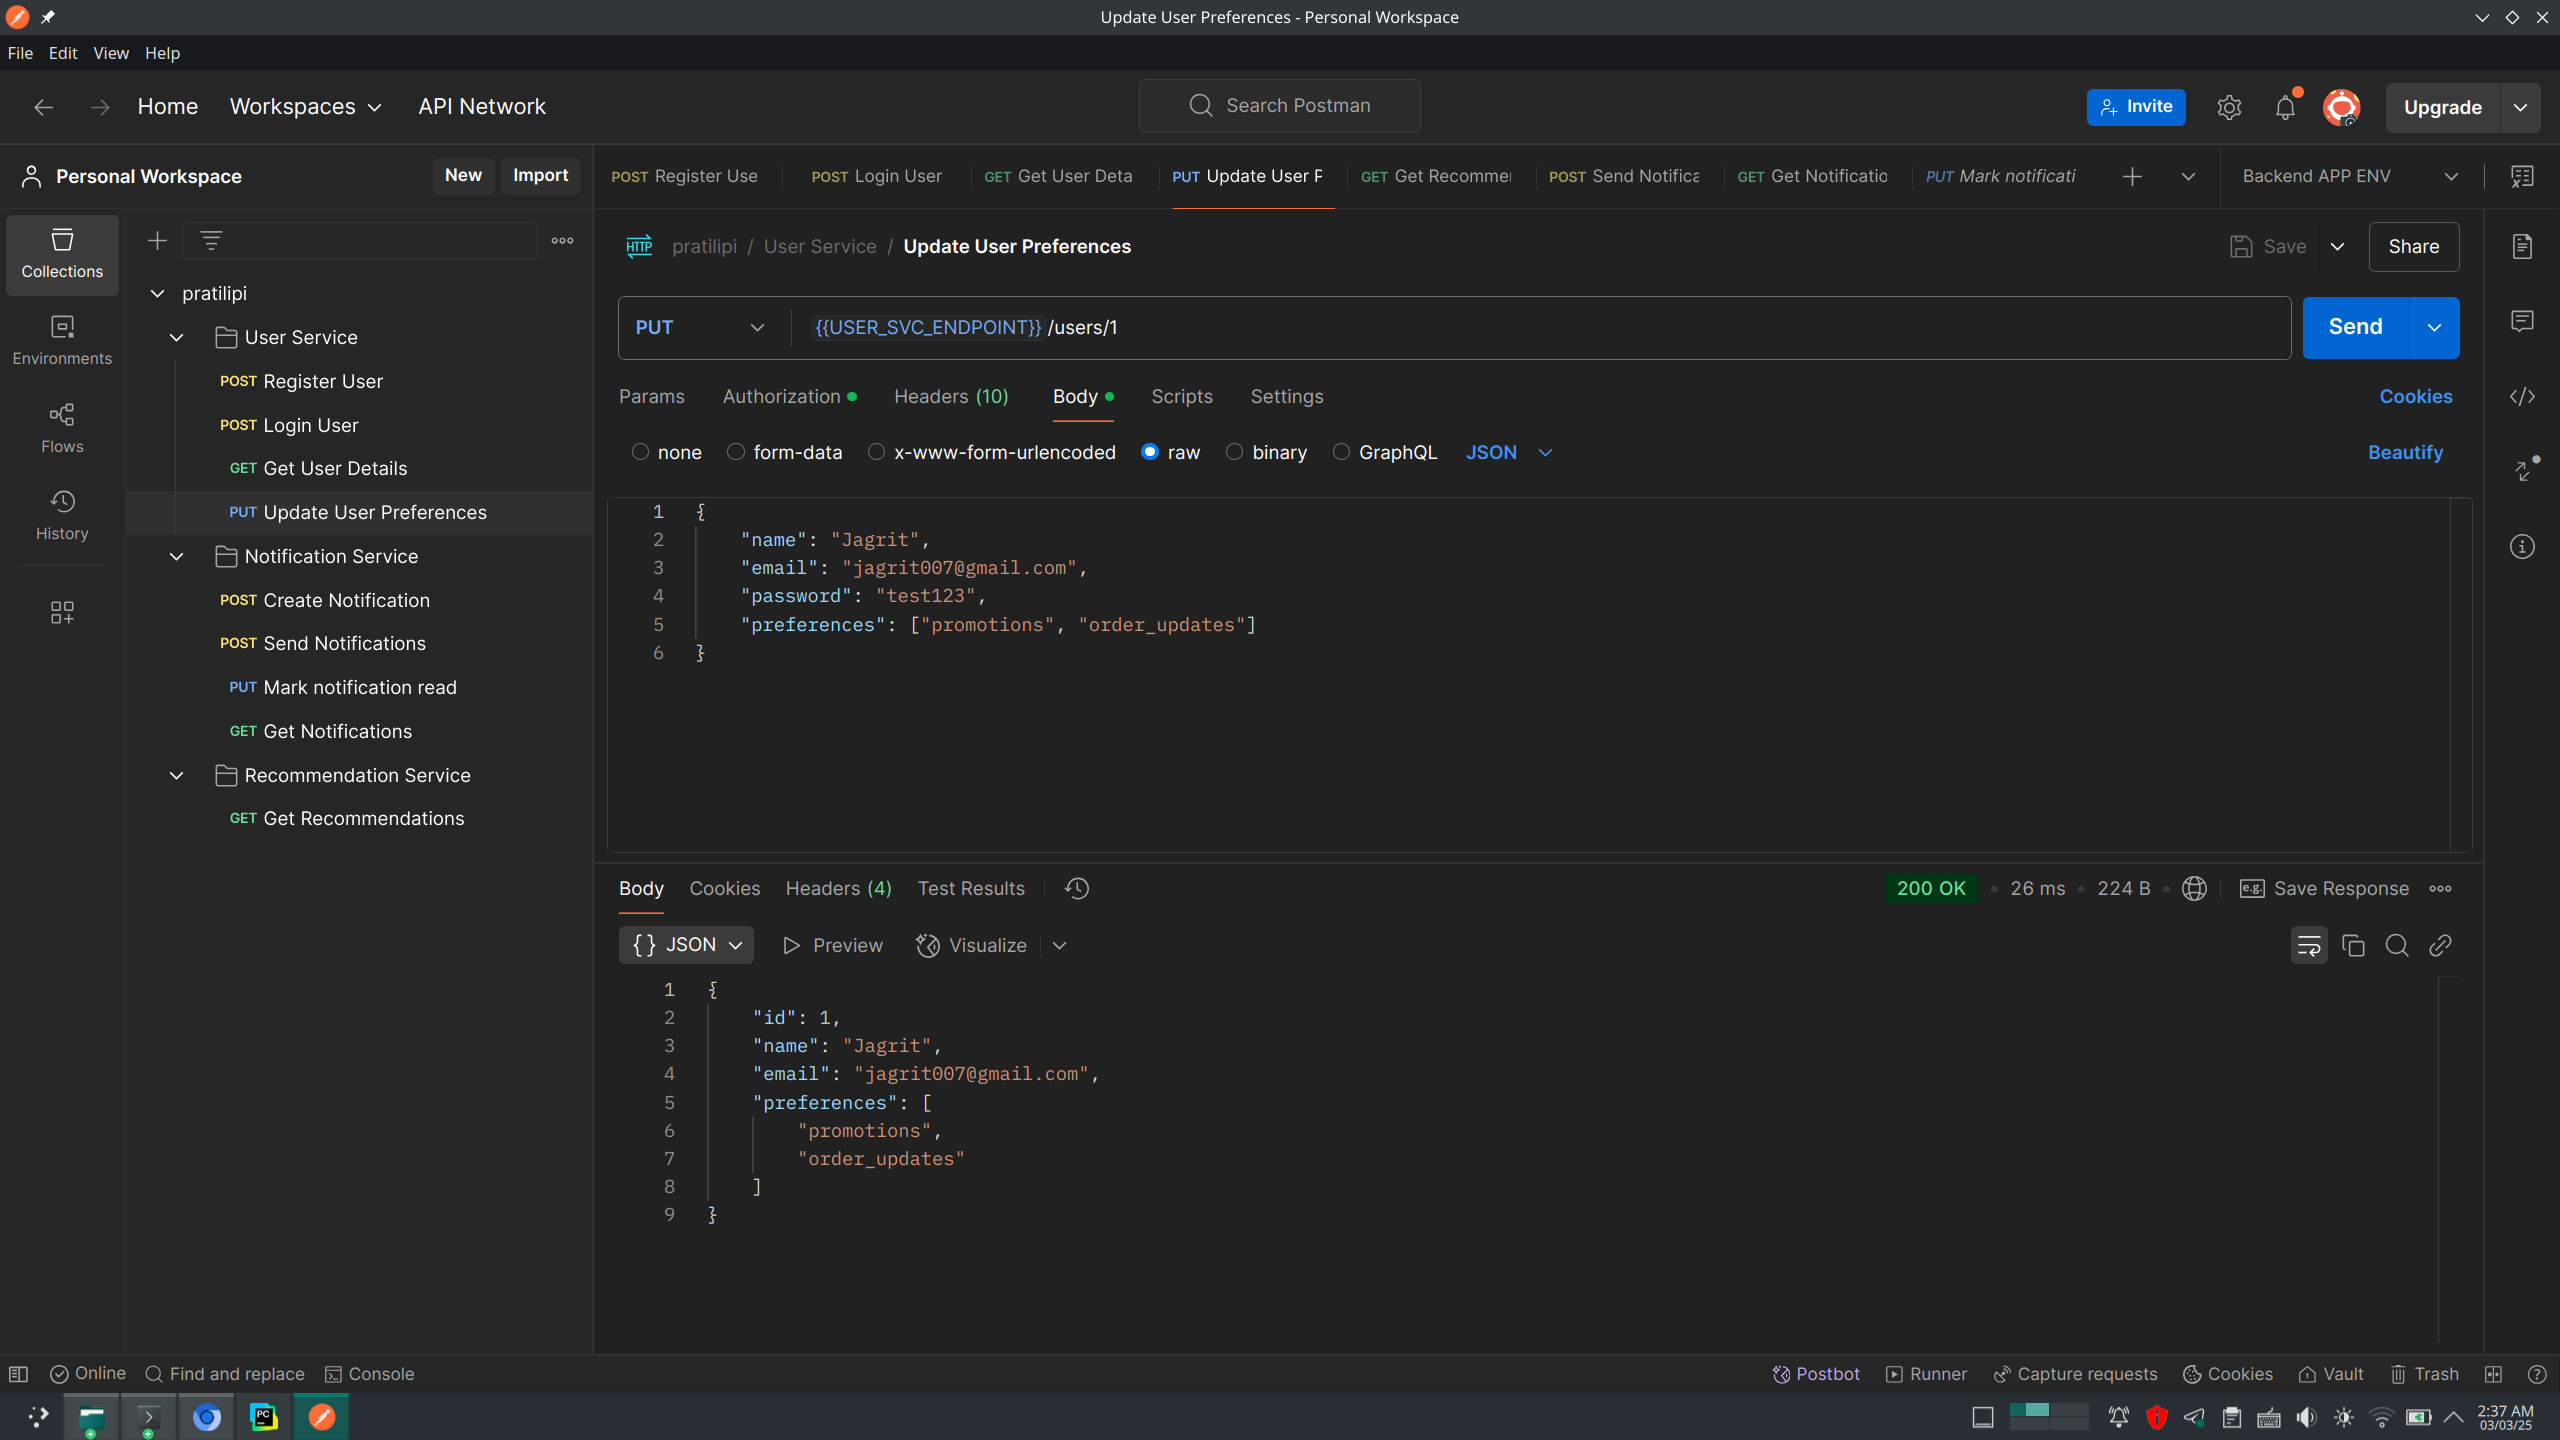 Update User Preferences - Personal Workspace
File Edit View Help
Home Workspaces API Network
Search Postman
Invite
Upgrade
Personal Workspace
New Import
POST Register Use
POST Login User
GET Get User Deta
PUT Update User P
GET Get Recomme
POST Send Notifica
GET Get Notificatio
PUT Mark notificati
Backend APP ENV
Collections
Environments
Flows
History
pratilipi
User Service
POST Register User
POST Login User
GET Get User Details
PUT Update User Preferences
Notification Service
POST Create Notification
POST Send Notifications
PUT Mark notification read
GET Get Notifications
Recommendation Service
GET Get Recommendations
HTTP pratilipi / User Service / Update User Preferences
Save
Share
PUT {{USER_SVC_ENDPOINT}} /users/1
Send
Params Authorization Headers (10) Body Scripts Settings
Cookies
none form-data x-www-form-urlencoded raw binary GraphQL JSON
Beautify
1 {
2 "name": "Jagrit",
3 "email": "jagrit007@gmail.com",
4 "password": "test123",
5 "preferences": ["promotions", "order_updates"]
6 }
Body Cookies Headers (4) Test Results
200 OK 26 ms 224 B
e.g. Save Response
{} JSON Preview Visualize
1 {
2 "id": 1,
3 "name": "Jagrit",
4 "email": "jagrit007@gmail.com",
5 "preferences": [
6 "promotions",
7 "order_updates"
8 ]
9 }
Online Find and replace Console
Postbot Runner Capture requests Cookies Vault Trash
PC
2:37 AM
03/03/25